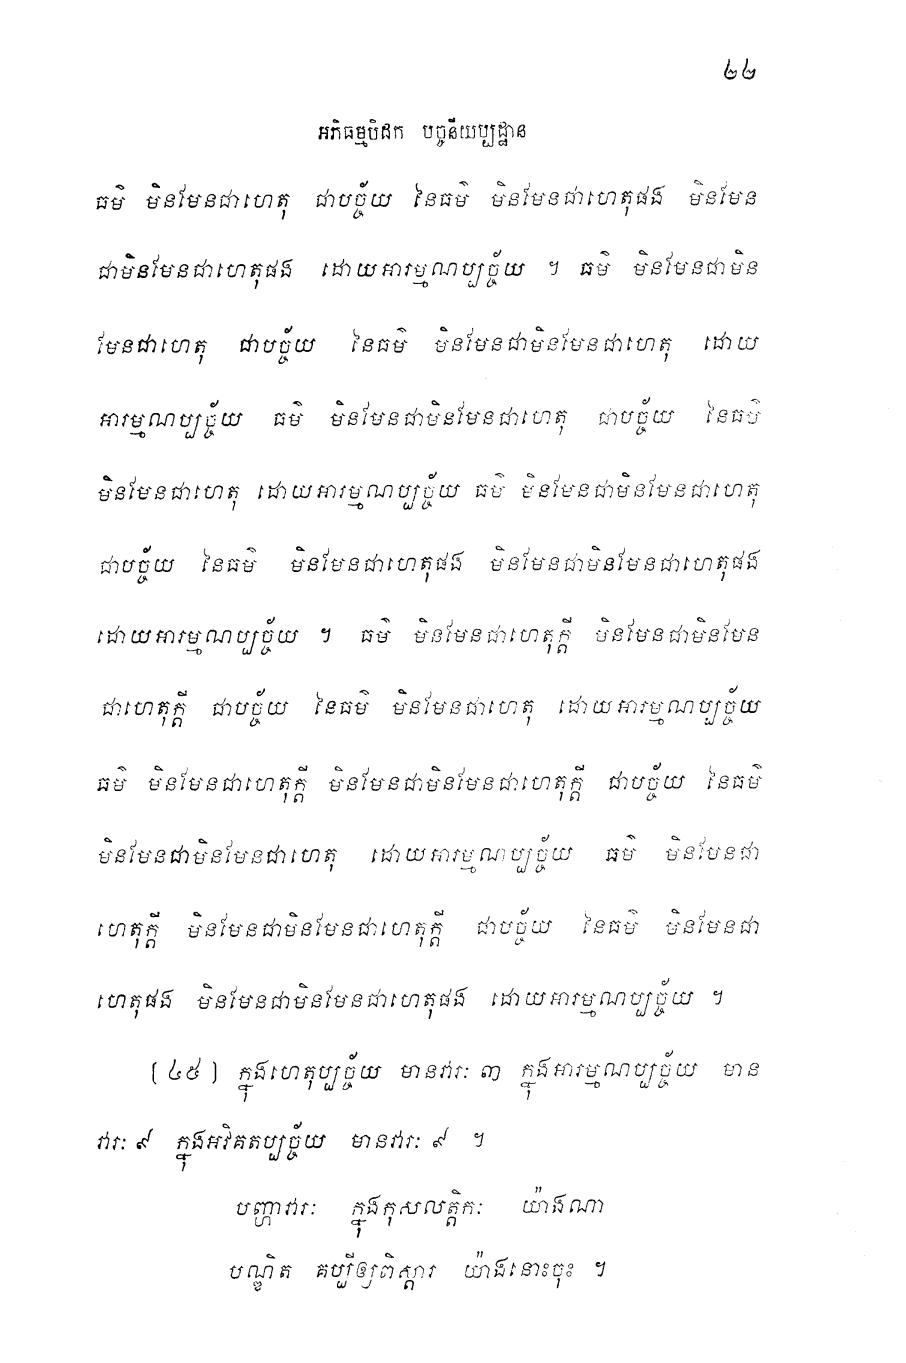 ២២
អភិធម្មបិដក បច្ចនីយប្បដ្ឋាន
ធម៌ មិនមែនជាហេតុ ជាបច្ច័យ នៃធម៌ មិនមែនជាហេតុផង មិនមែន
ជាមិនមែនជាហេតុផង ដោយអារម្មណប្បច្ច័យ ។ ធម៌ មិនមែនជាមិន
មែនជាហេតុ ជាបច្ច័យ នៃធម៌ មិនមែនជាមិនមែនជាហេតុ ដោយ
អារម្មណប្បច្ច័យ ធម៌ មិនមែនជាមិនមែនជាហេតុ ជាបច្ច័យ នៃធម៌
មិនមែនជាហេតុ ដោយអារម្មណប្បច្ច័យ ធម៌ មិនមែនជាមិនមែនជាហេតុ
ជាបច្ច័យ នៃធម៌ មិនមែនជាហេតុផង មិនមែនជាមិនមែនជាហេតុផង
ដោយអារម្មណប្បច្ច័យ ។ ធម៌ មិនមែនជាហេតុក្តី មិនមែនជាមិនមែន
ជាហេតុក្តី ជាបច្ច័យ នៃធម៌ មិនមែនជាហេតុ ដោយអារម្មណប្បច្ច័យ
ធម៌ មិនមែនជាហេតុក្តី មិនមែនជាមិនមែនជាហេតុក្តី ជាបច្ច័យ នៃធម៌
មិនមែនជាមិនមែនជាហេតុ ដោយអារម្មណប្បច្ច័យ ធម៌ មិនមែនជា
ហេតុក្តី មិនមែនជាមិនមែនជាហេតុក្តី ជាបច្ច័យ នៃធម៌ មិនមែនជា
ហេតុផង មិនមែនជាមិនមែនជាហេតុផង ដោយអារម្មណប្បច្ច័យ ។
[៤៥] ក្នុងហេតុប្បច្ច័យ មានវារៈ ៣ ក្នុងអារម្មណប្បច្ច័យ មាន
វារៈ ៩ ក្នុងអវិគតប្បច្ច័យ មានវារៈ ៩ ។
បញ្ហាវារៈ ក្នុងកុសលត្តិកៈ យ៉ាងណា
បណ្ឌិត គប្បីឲ្យពិស្តារ យ៉ាងនោះចុះ ។